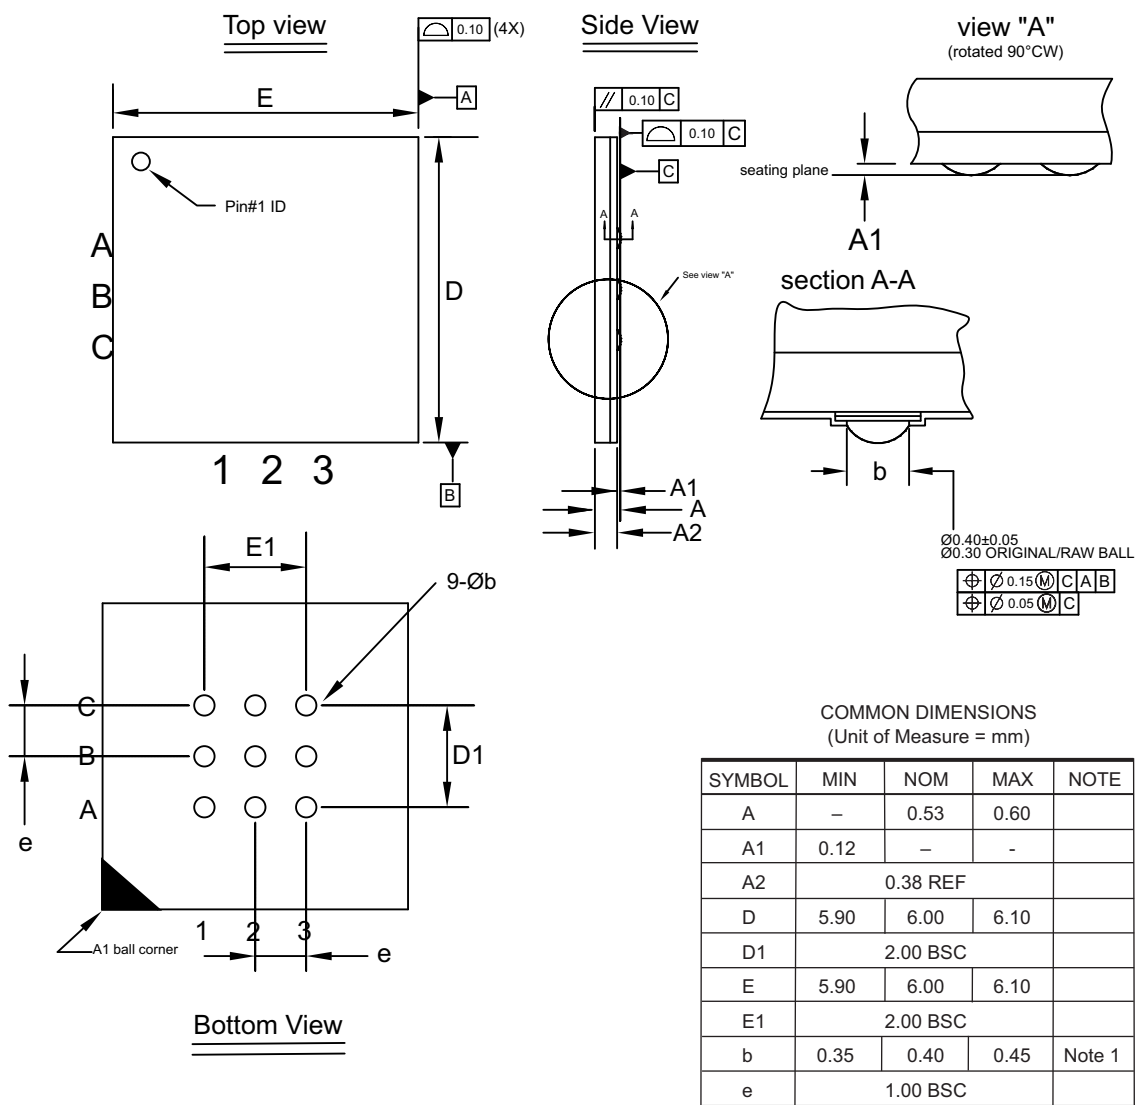 Top view
0.10 (4X)
E
A
Pin#1 ID
A
B
C
D
1 2 3
B
Side View
// 0.10 C
0.10 C
C
A A
See view "A"
A1
A
A2
view "A"
(rotated 90°CW)
seating plane
A1
section A-A
b
Ø0.40±0.05
Ø0.30 ORIGINAL/RAW BALL
⌖ Ø 0.15 Ⓜ C A B
⌖ Ø 0.05 Ⓜ C
E1
9-Øb
C
B
A
D1
e
1 2 3
A1 ball corner
e
Bottom View
COMMON DIMENSIONS
(Unit of Measure = mm)
SYMBOL MIN NOM MAX NOTE
A – 0.53 0.60
A1 0.12 – -
A2 0.38 REF
D 5.90 6.00 6.10
D1 2.00 BSC
E 5.90 6.00 6.10
E1 2.00 BSC
b 0.35 0.40 0.45 Note 1
e 1.00 BSC